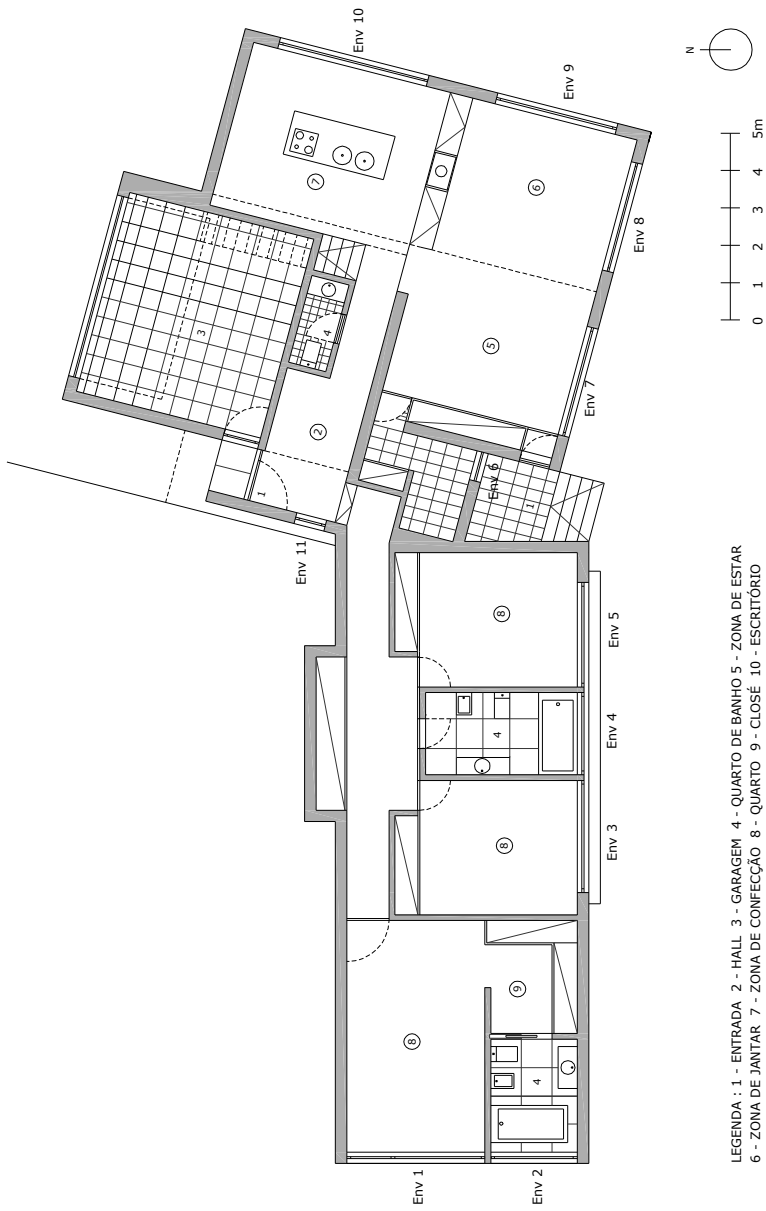 Env 10
Env 9
Env 8
Env 7
Env 6
Env 11
Env 5
Env 4
Env 3
Env 1
Env 2
7
6
3
4
5
2
1
1
8
4
8
9
8
4
N
0 1 2 3 4 5m
LEGENDA : 1 - ENTRADA 2 - HALL 3 - GARAGEM 4 - QUARTO DE BANHO 5 - ZONA DE ESTAR
6 - ZONA DE JANTAR 7 - ZONA DE CONFECÇÃO 8 - QUARTO 9 - CLOSÉ 10 - ESCRITÓRIO